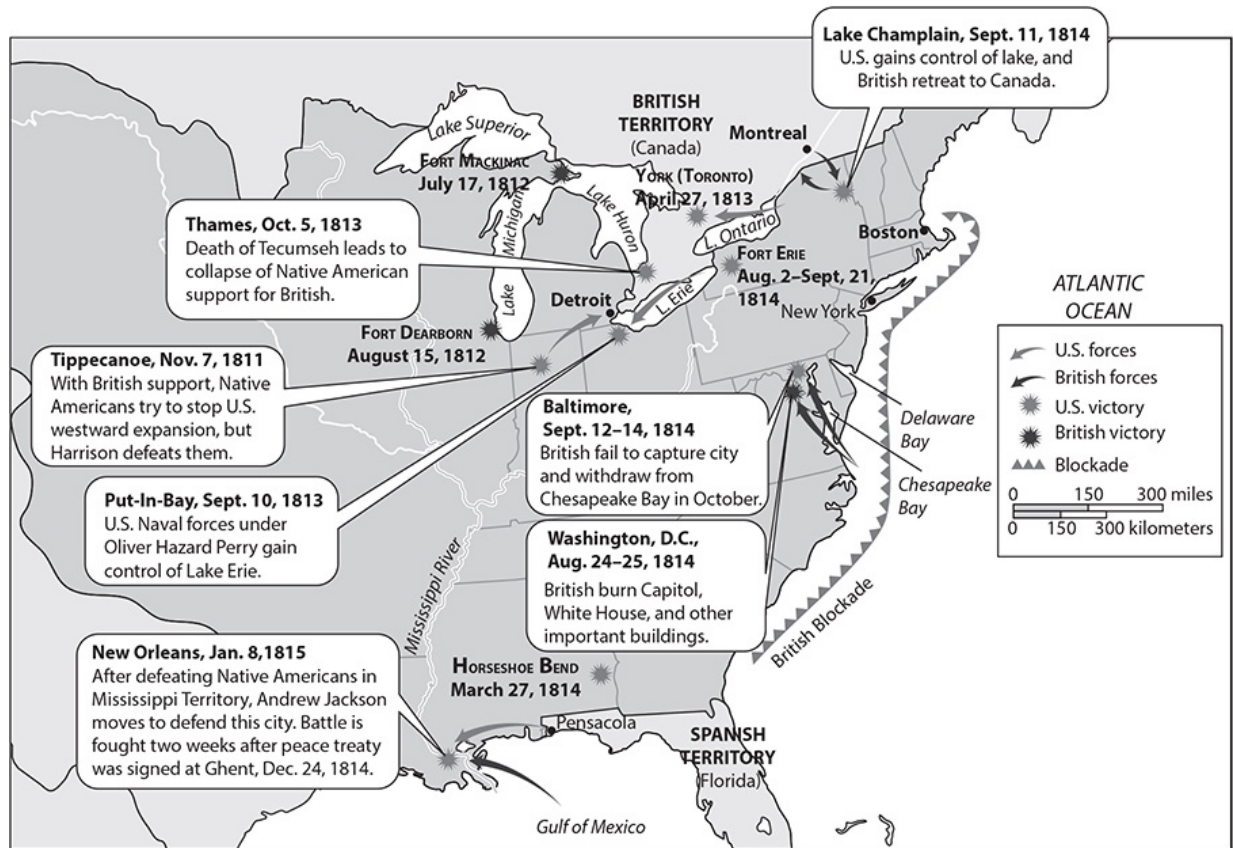 Lake Champlain, Sept. 11, 1814
U.S. gains control of lake, and
British retreat to Canada.
BRITISH
TERRITORY
(Canada)
Montreal
Lake Superior
FORT MACKINAC
July 17, 1812
YORK (TORONTO)
April 27, 1813
Thames, Oct. 5, 1813
Death of Tecumseh leads to
collapse of Native American
support for British.
Lake Michigan
Lake Huron
L. Ontario
Boston
FORT ERIE
Aug. 2–Sept, 21,
1814
ATLANTIC
OCEAN
Detroit
L. Erie
New York
FORT DEARBORN
August 15, 1812
Tippecanoe, Nov. 7, 1811
With British support, Native
Americans try to stop U.S.
westward expansion, but
Harrison defeats them.
U.S. forces
British forces
U.S. victory
British victory
Blockade
0 150 300 miles
0 150 300 kilometers
Baltimore,
Sept. 12–14, 1814
British fail to capture city
and withdraw from
Chesapeake Bay in October.
Delaware
Bay
Chesapeake
Bay
Put-In-Bay, Sept. 10, 1813
U.S. Naval forces under
Oliver Hazard Perry gain
control of Lake Erie.
Washington, D.C.,
Aug. 24–25, 1814
British burn Capitol,
White House, and other
important buildings.
Mississippi River
British Blockade
New Orleans, Jan. 8,1815
After defeating Native Americans in
Mississippi Territory, Andrew Jackson
moves to defend this city. Battle is
fought two weeks after peace treaty
was signed at Ghent, Dec. 24, 1814.
HORSESHOE BEND
March 27, 1814
Pensacola
SPANISH
TERRITORY
(Florida)
Gulf of Mexico